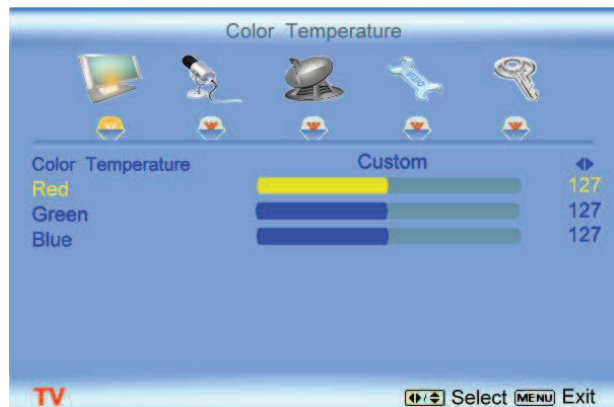 Color Temperature
Color Temperature Custom
Red 127
Green 127
Blue 127
TV Select MENU Exit